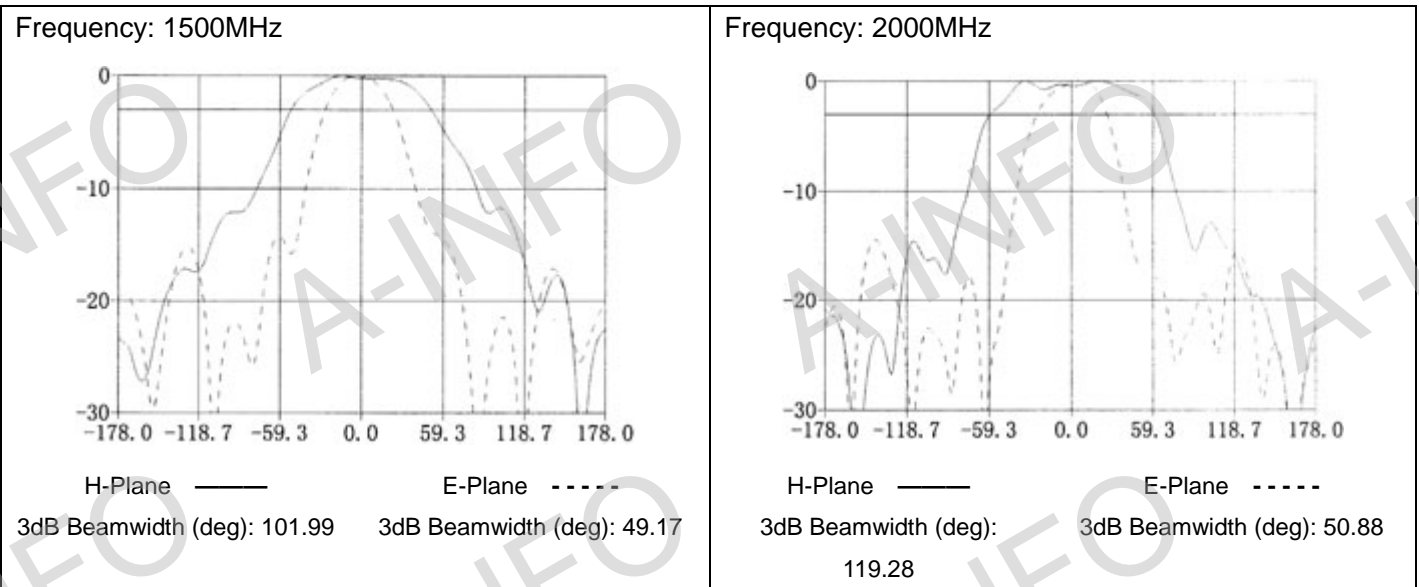 Frequency: 1500MHz
0
-10
-20
-30
-178.0 -118.7 -59.3 0.0 59.3 118.7 178.0
H-Plane
E-Plane
3dB Beamwidth (deg): 101.99
3dB Beamwidth (deg): 49.17
Frequency: 2000MHz
0
-10
-20
-30
-178.0 -118.7 -59.3 0.0 59.3 118.7 178.0
H-Plane
E-Plane
3dB Beamwidth (deg):
119.28
3dB Beamwidth (deg): 50.88
A-INFO
A-INFO